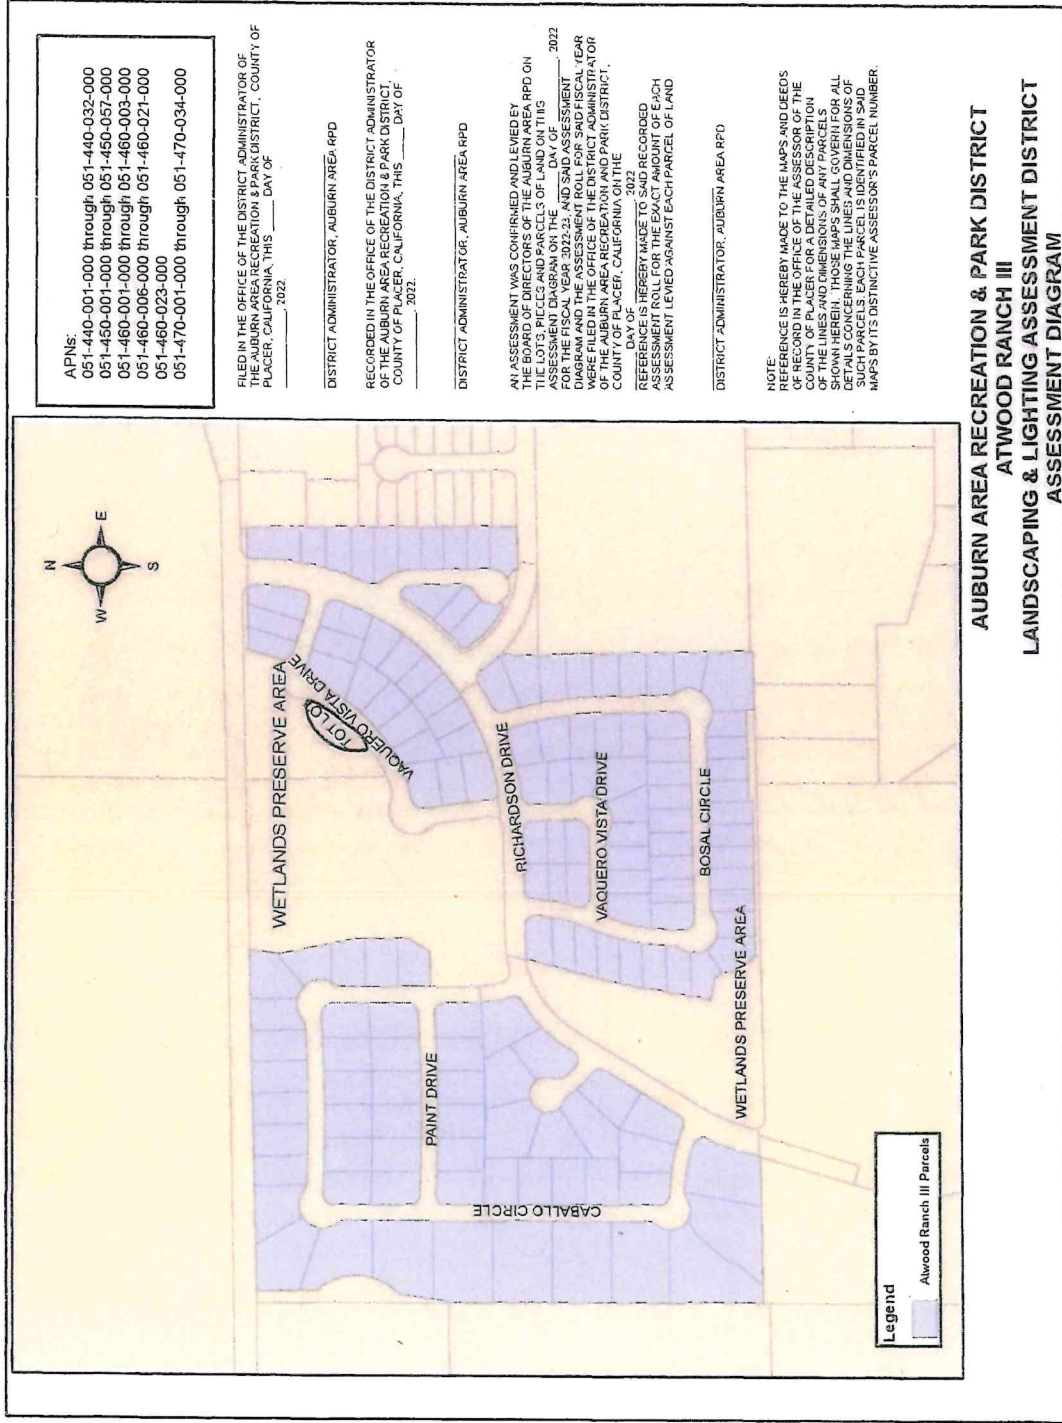 APNs:
051-440-001-000 through 051-440-032-000
051-450-001-000 through 051-450-057-000
051-460-001-000 through 051-460-003-000
051-460-006-000 through 051-460-0221-000
051-460-023-000
051-470-001-000 through 051-470-034-000
FILED IN THE OFFICE OF THE DISTRICT ADMINISTRATOR OF
THE AUBURN AREA RECREATION & PARK DISTRICT, COUNTY OF
PLACER, CALIFORNIA, THIS ____ DAY OF
________, 2022.
DISTRICT ADMINISTRATOR, AUBURN AREA RPD
RECORDED IN THE OFFICE OF THE DISTRICT ADMINISTRATOR
OF THE AUBURN AREA RECREATION & PARK DISTRICT,
COUNTY OF PLACER, CALIFORNIA, THIS ____ DAY OF
________, 2022.
DISTRICT ADMINISTRATOR, AUBURN AREA RPD
AN ASSESSMENT WAS CONFIRMED AND LEVIED BY
THE BOARD OF DIRECTORS OF THE AUBURN AREA RPD ON
THE LOTS, PIECES AND PARCELS OF LAND ON THIS
ASSESSMENT DIAGRAM ON THE ____ DAY OF ________, 2022
FOR THE FISCAL YEAR 2022-23, AND SAID ASSESSMENT
DIAGRAM AND THE ASSESSMENT ROLL FOR SAID FISCAL YEAR
WERE FILED IN THE OFFICE OF THE DISTRICT ADMINISTRATOR
OF THE AUBURN AREA RECREATION AND PARK DISTRICT,
COUNTY OF PLACER, CALIFORNIA ON THE
____ DAY OF ________, 2022
REFERENCE IS HEREBY MADE TO SAID RECORDED
ASSESSMENT ROLL FOR THE EXACT AMOUNT OF EACH
ASSESSMENT LEVIED AGAINST EACH PARCEL OF LAND
DISTRICT ADMINISTRATOR, AUBURN AREA RPD
NOTE:
REFERENCE IS HEREBY MADE TO THE MAPS AND DEEDS
OF RECORD IN THE OFFICE OF THE ASSESSOR OF THE
COUNTY OF PLACER FOR A DETAILED DESCRIPTION
OF THE LINES AND DIMENSIONS OF ANY PARCELS
SHOWN HEREIN. THOSE MAPS SHALL GOVERN FOR ALL
DETAILS CONCERNING THE LINES AND DIMENSIONS OF
SUCH PARCELS. EACH PARCEL IS IDENTIFIED IN SAID
MAPS BY ITS DISTINCTIVE ASSESSOR'S PARCEL NUMBER.
N
W
E
S
WETLANDS PRESERVE AREA
VAQUERO VISTA DRIVE
TOT LO
RICHARDSON DRIVE
VAQUERO VISTA DRIVE
BOSAL CIRCLE
WETLANDS PRESERVE AREA
PAINT DRIVE
CABALLO CIRCLE
Legend
Atwood Ranch III Parcels
AUBURN AREA RECREATION & PARK DISTRICT
ATWOOD RANCH III
LANDSCAPING & LIGHTING ASSESSMENT DISTRICT
ASSESSMENT DIAGRAM